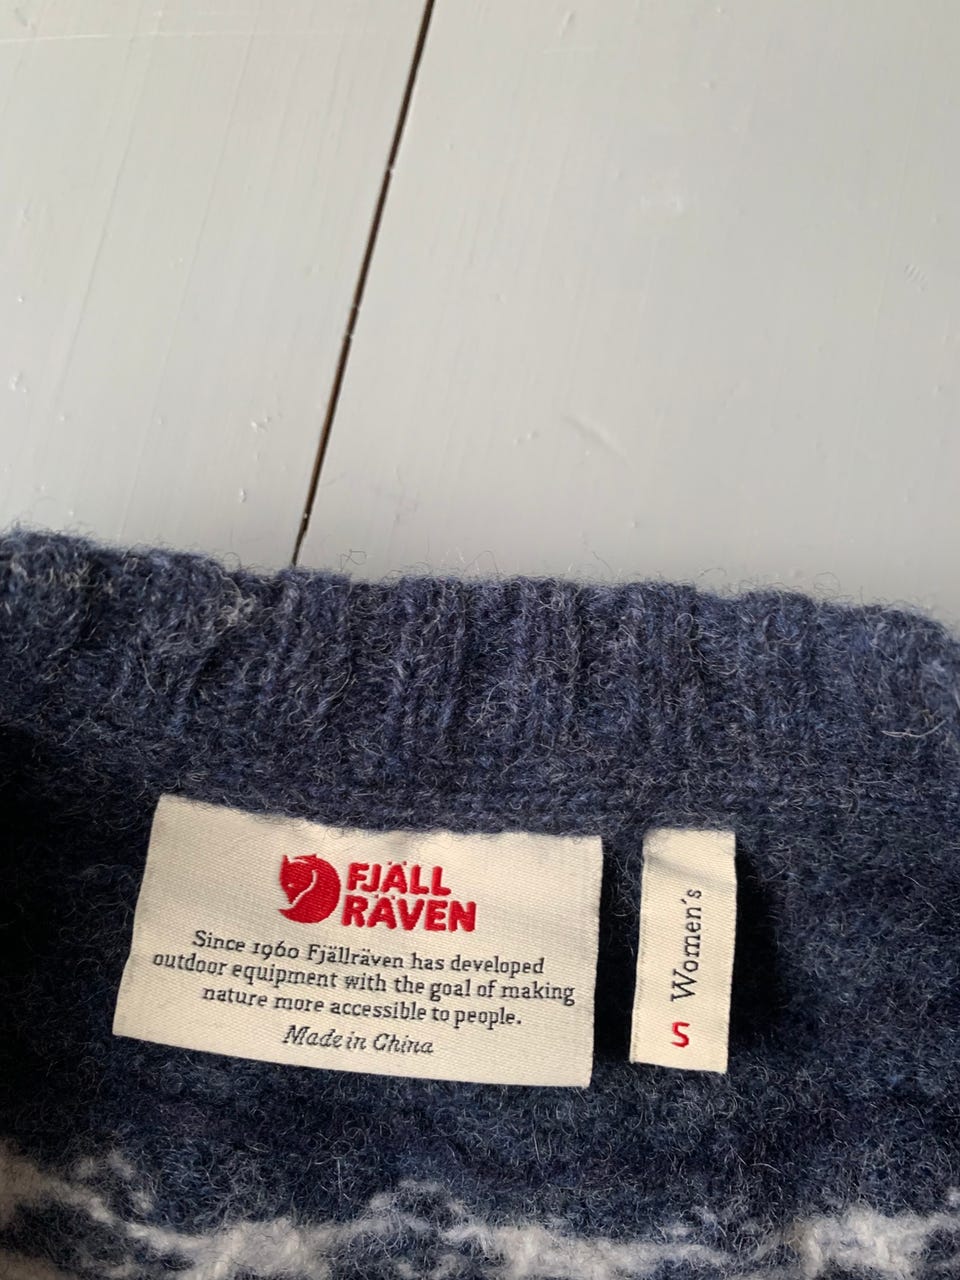 FJÄLL
RÄVEN
Since 1960 Fjällräven has developed
outdoor equipment with the goal of making
nature more accessible to people.
Made in China
Women's
S